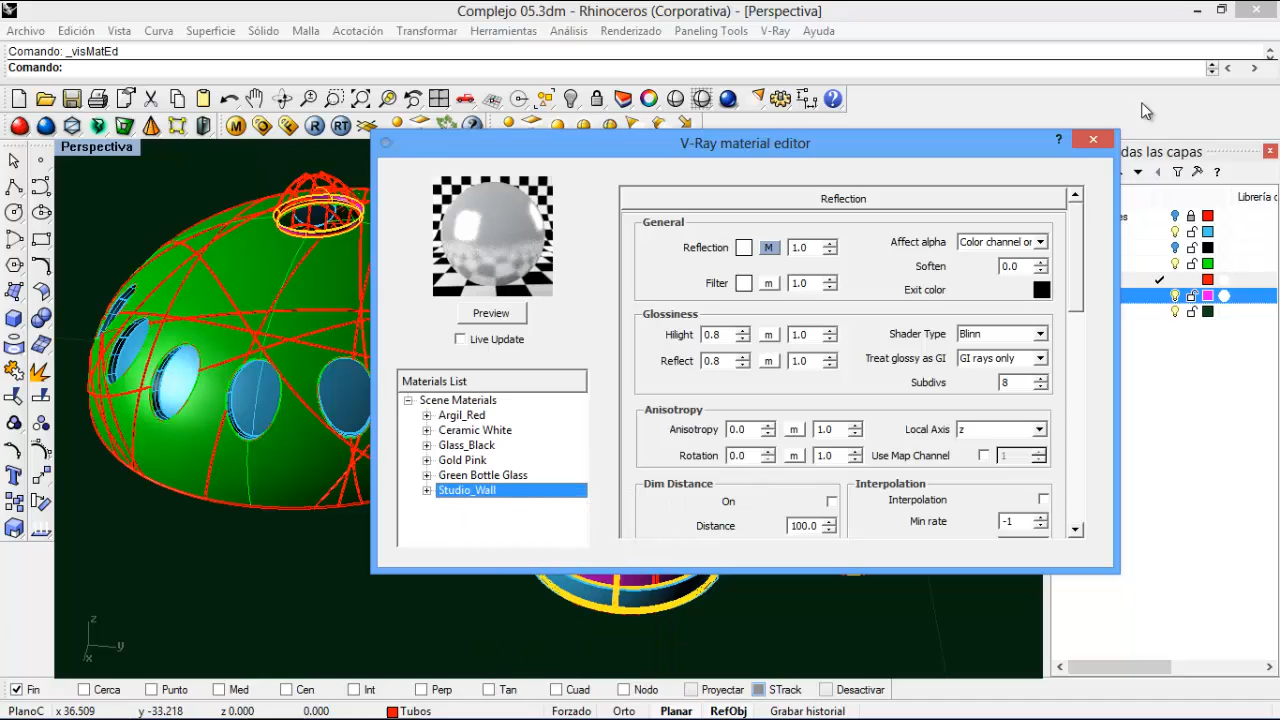 Complejo 05.3dm - Rhinoceros (Corporativa) - [Perspectiva]
Archivo Edición Vista Curva Superficie Sólido Malla Acotación Transformar Herramientas Análisis Renderizado Paneling Tools V-Ray Ayuda
Comando: _visMatEd
Comando:
Perspectiva
V-Ray material editor
das las capas
Librería
Reflection
General
Reflection M 1.0
Affect alpha Color channel or
Soften 0.0
Filter m 1.0
Exit color
Glossiness
Hilight 0.8 m 1.0
Shader Type Blinn
Reflect 0.8 m 1.0
Treat glossy as GI GI rays only
Subdivs 8
Anisotropy
Anisotropy 0.0 m 1.0
Local Axis z
Rotation 0.0 m 1.0
Use Map Channel 1
Dim Distance
On
Distance 100.0
Interpolation
Interpolation
Min rate -1
Preview
Live Update
Materials List
Scene Materials
Argil_Red
Ceramic White
Glass_Black
Gold Pink
Green Bottle Glass
Studio_Wall
z
y
x
Fin Cerca Punto Med Cen Int Perp Tan Cuad Nodo Proyectar STrack Desactivar
PlanoC x 36.509 y -33.218 z 0.000 0.000 Tubos Forzado Orto Planar RefObj Grabar historial